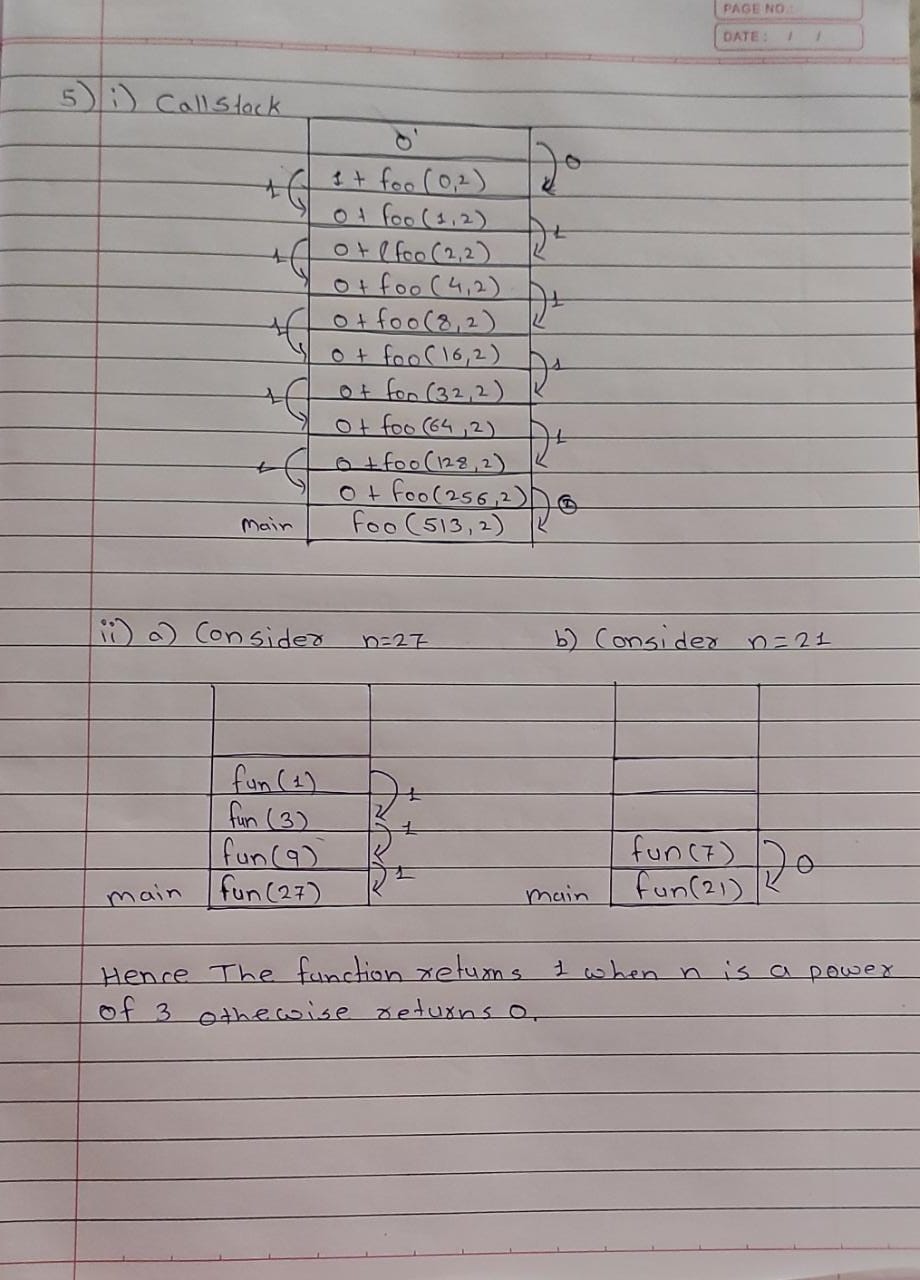 PAGE NO.:
DATE: / /
5) i) Callstack
0
0
1 + foo (0,2)
1
0 + foo (1,2)
1
0 + foo (2,2)
1
0 + foo (4,2)
1
0 + foo (8,2)
1
0 + foo (16,2)
1
0 + foo (32,2)
1
0 + foo (64,2)
1
0 + foo (128,2)
1
0 + foo (256,2)
main foo (513,2)
ii) a) Consider n=27 b) Consider n=21
fun (1) 1
fun (3) 1
fun (9) fun (7) 0
1
main fun (27) main fun (21)
Hence The function returns 1 when n is a power
of 3 othewise returns 0.